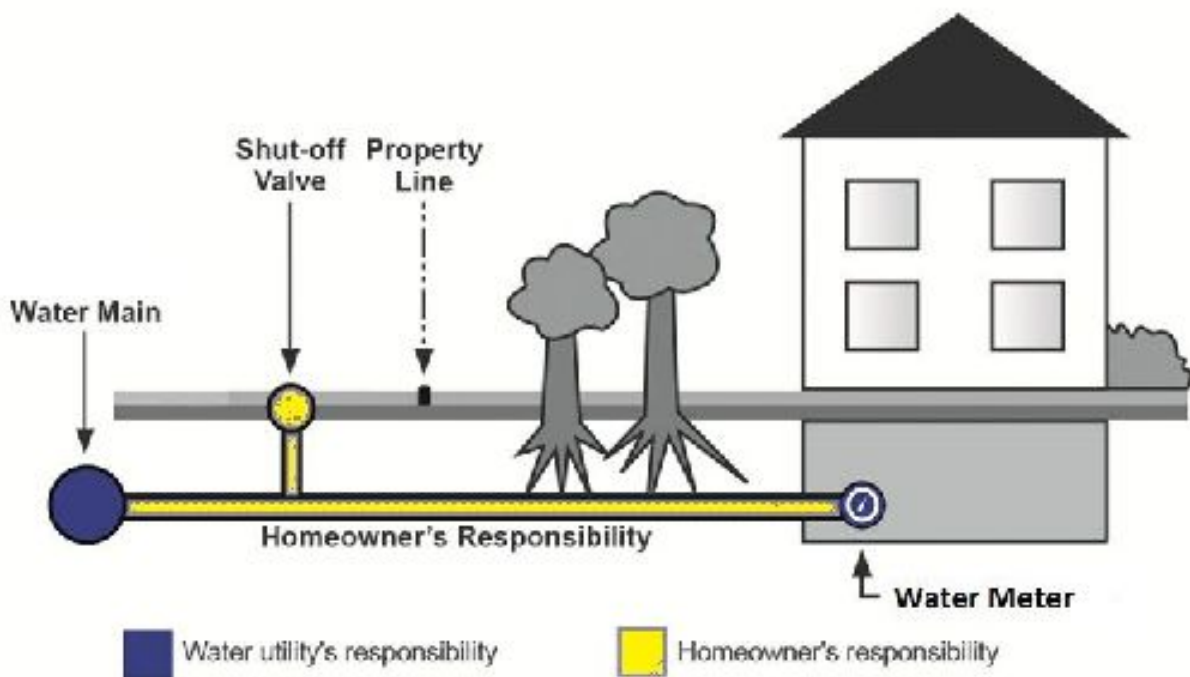 Shut-off
Valve
Property
Line
Water Main
Homeowner's Responsibility
Water Meter
Water utility's responsibility
Homeowner's responsibility